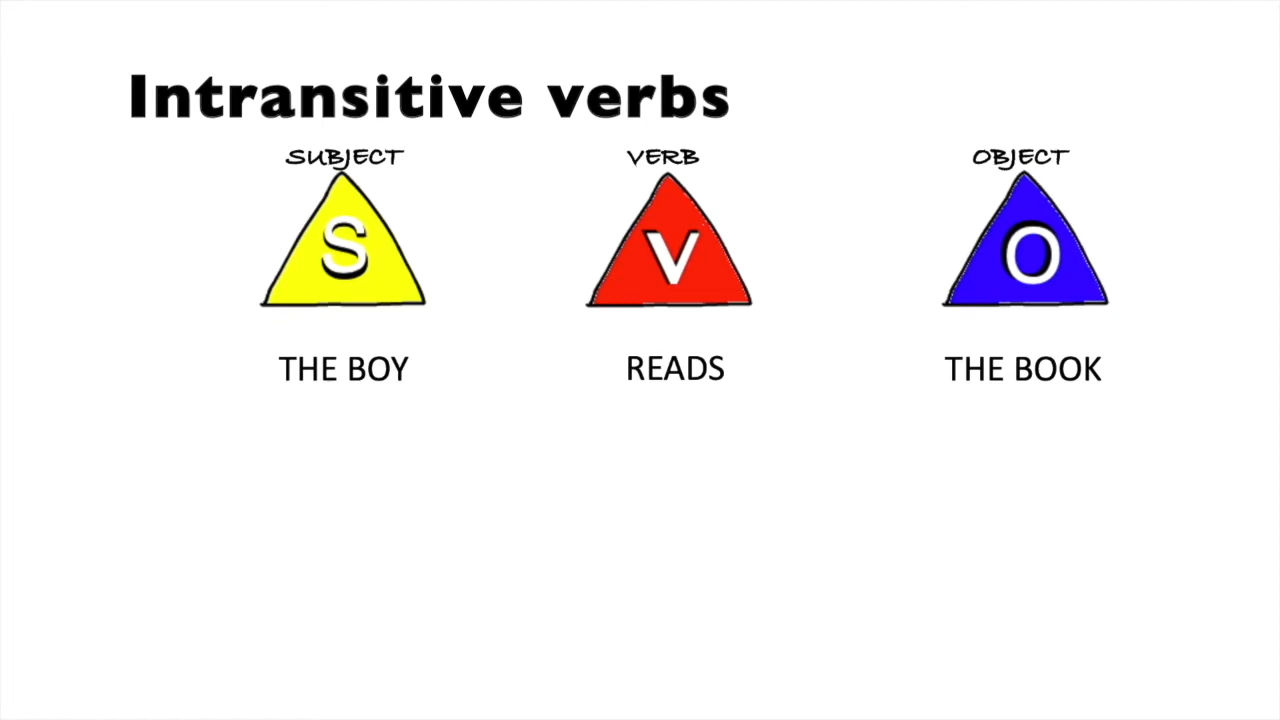 Intransitive verbs
SUBJECT VERB OBJECT
S V O
THE BOY READS THE BOOK